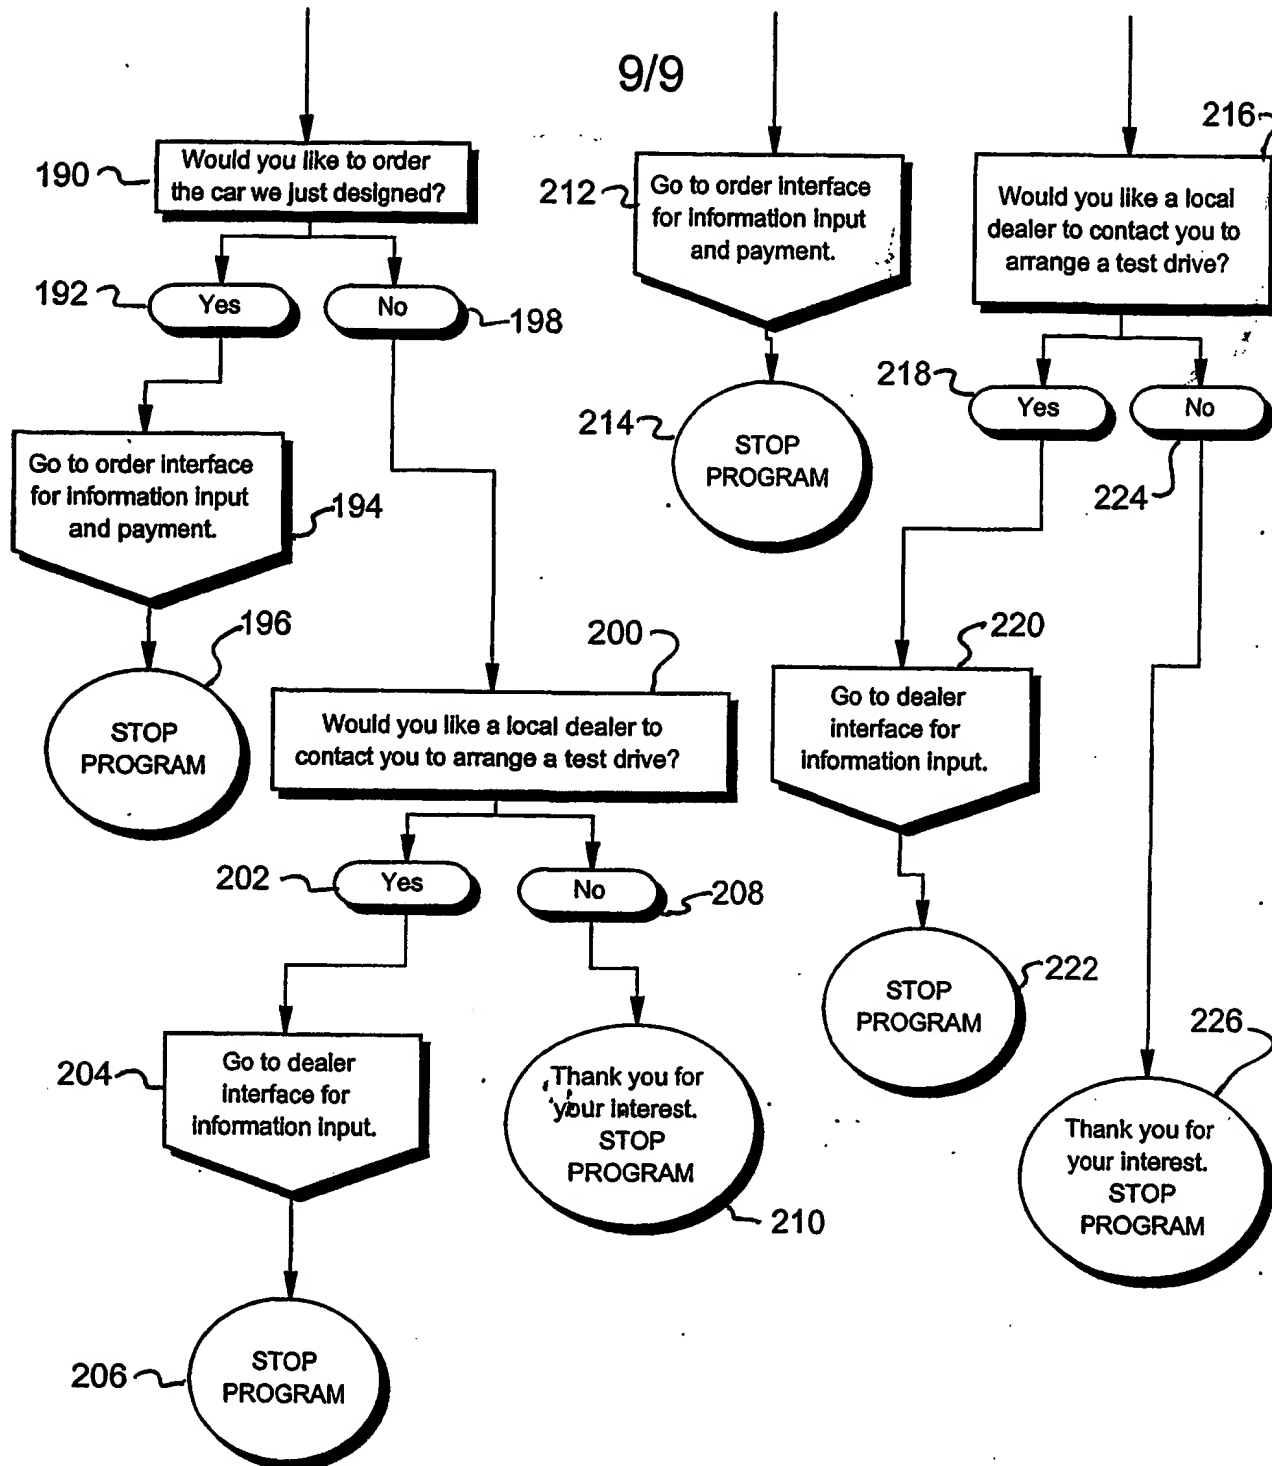 9/9
190
Would you like to order
the car we just designed?
192
Yes
No
198
Go to order interface
for information input
and payment.
194
196
STOP
PROGRAM
200
Would you like a local dealer to
contact you to arrange a test drive?
202
Yes
No
208
204
Go to dealer
interface for
information input.
Thank you for
your interest.
STOP
PROGRAM
210
206
STOP
PROGRAM
212
Go to order interface
for information input
and payment.
214
STOP
PROGRAM
216
Would you like a local
dealer to contact you to
arrange a test drive?
218
Yes
No
224
220
Go to dealer
interface for
information input.
STOP
PROGRAM
222
226
Thank you for
your interest.
STOP
PROGRAM